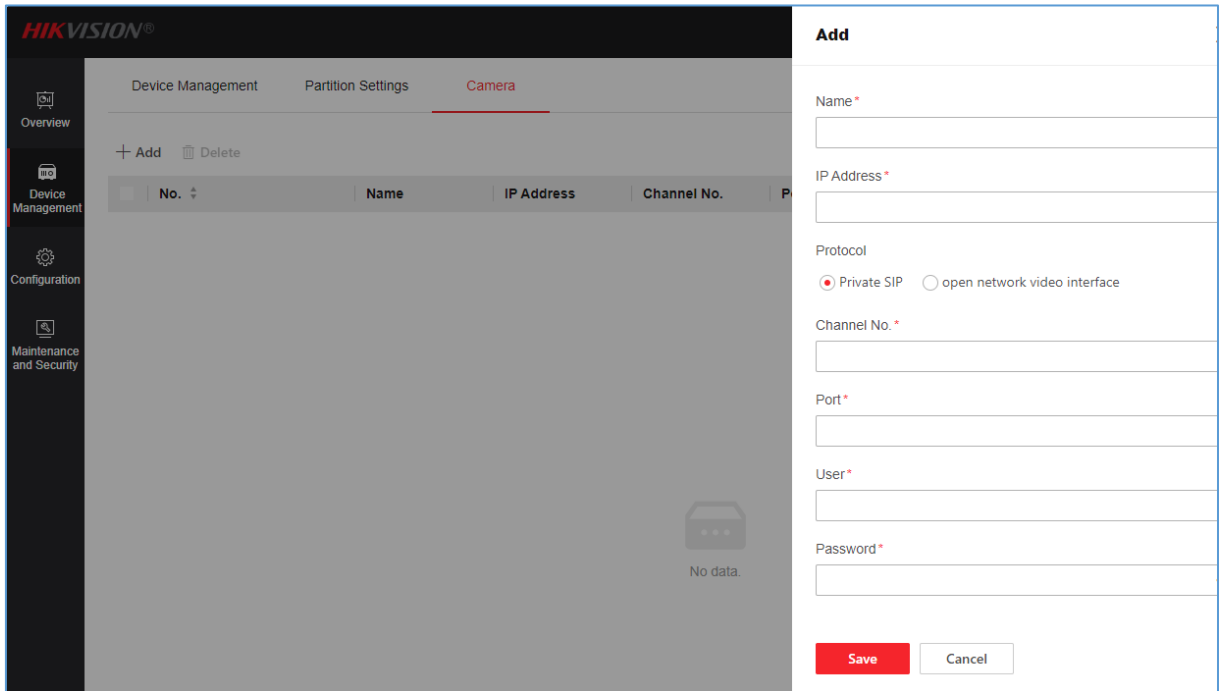 HIKVISION®
Add
Device Management Partition Settings Camera
Overview
Name *
+ Add Delete
IP Address *
Device
Management
No. Name IP Address Channel No.
Protocol
Private SIP open network video interface
Configuration
Channel No. *
Maintenance
and Security
Port *
User *
No data.
Password *
Save Cancel